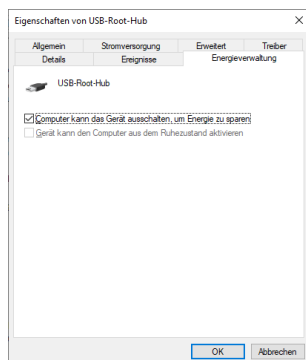 Eigenschaften von USB-Root-Hub
Allgemein Stromversorgung Erweitert Treiber
Details Ereignisse Energieverwaltung
USB-Root-Hub
Computer kann das Gerät ausschalten, um Energie zu sparen
Gerät kann den Computer aus dem Ruhezustand aktivieren
OK Abbrechen